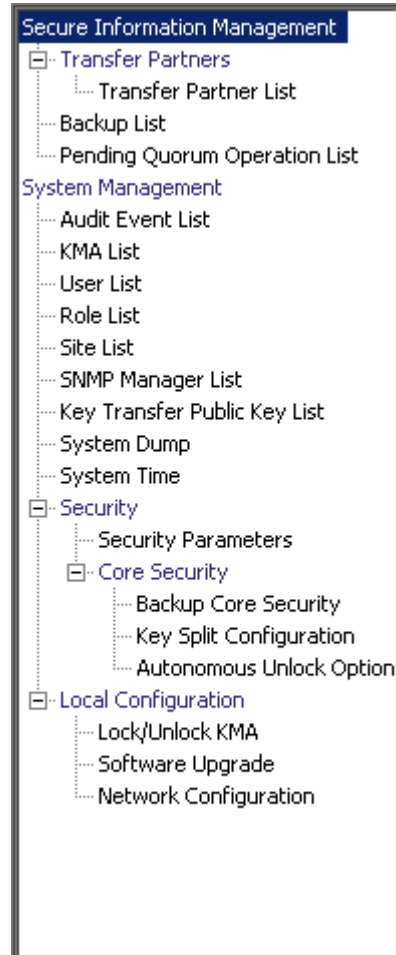 Secure Information Management
Transfer Partners
Transfer Partner List
Backup List
Pending Quorum Operation List
System Management
Audit Event List
KMA List
User List
Role List
Site List
SNMP Manager List
Key Transfer Public Key List
System Dump
System Time
Security
Security Parameters
Core Security
Backup Core Security
Key Split Configuration
Autonomous Unlock Option
Local Configuration
Lock/Unlock KMA
Software Upgrade
Network Configuration